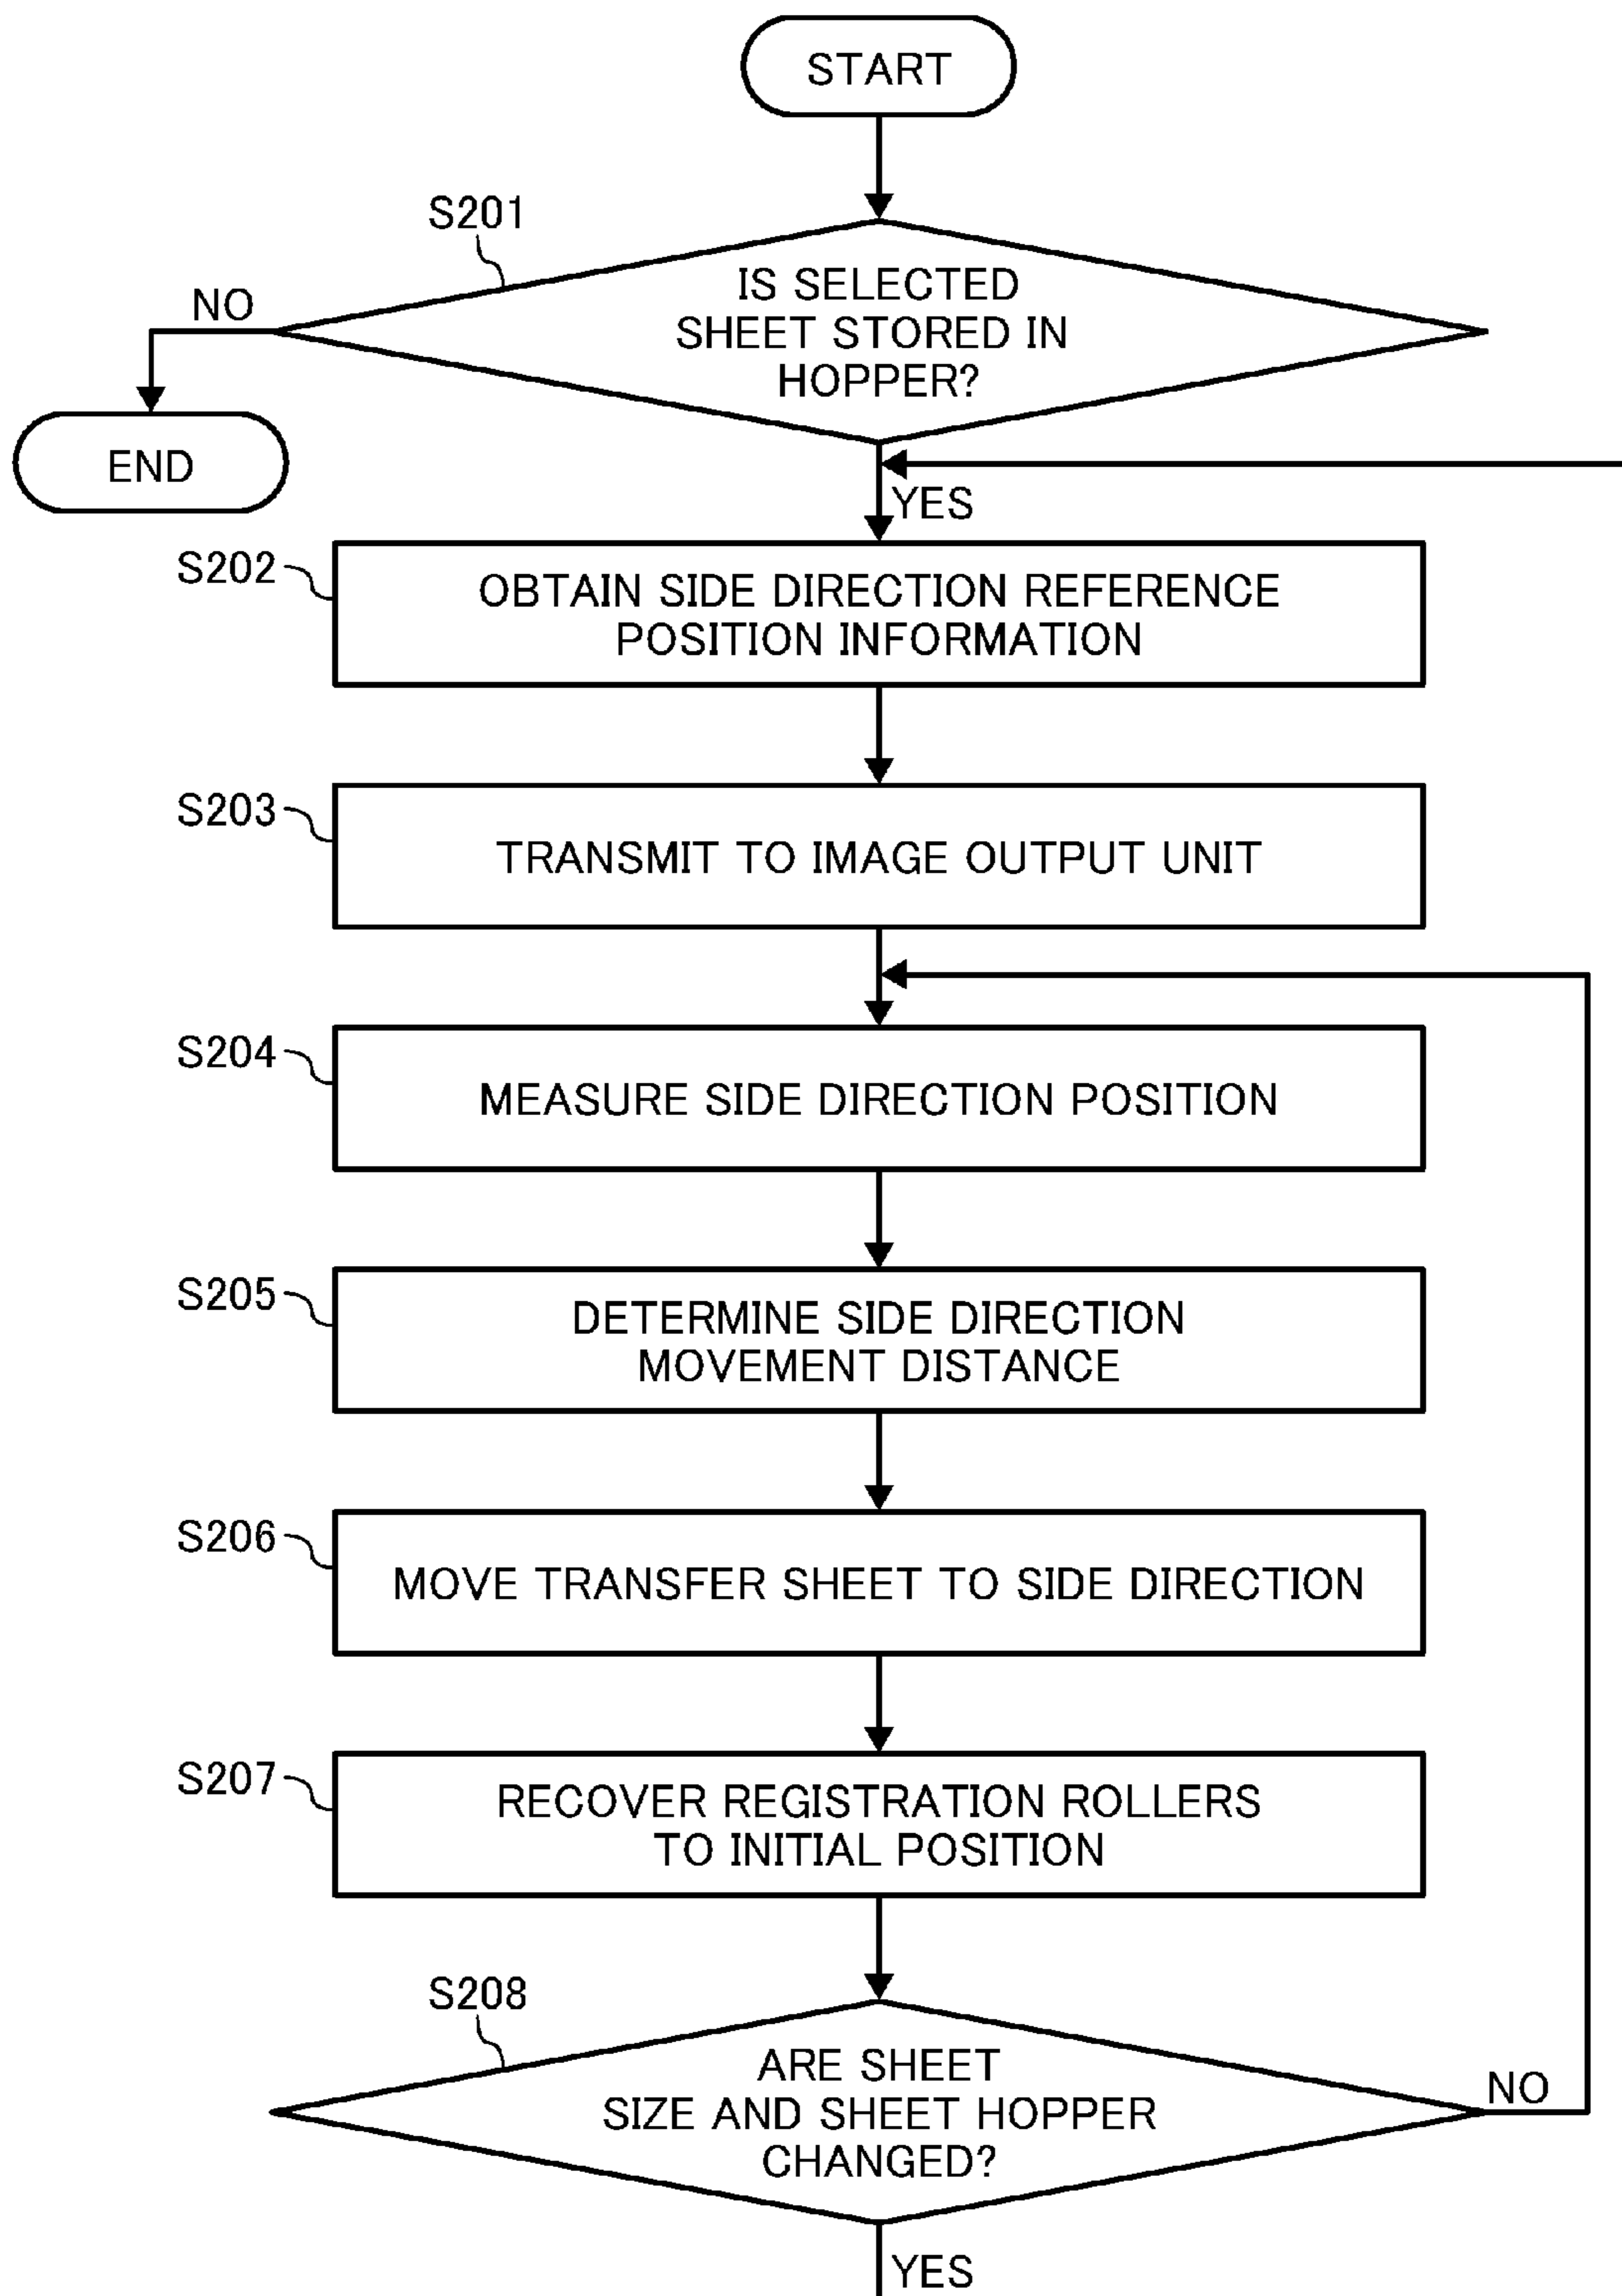 START
S201
IS SELECTED
SHEET STORED IN
HOPPER?
NO
END
YES
S202
OBTAIN SIDE DIRECTION REFERENCE
POSITION INFORMATION
S203
TRANSMIT TO IMAGE OUTPUT UNIT
S204
MEASURE SIDE DIRECTION POSITION
S205
DETERMINE SIDE DIRECTION
MOVEMENT DISTANCE
S206
MOVE TRANSFER SHEET TO SIDE DIRECTION
S207
RECOVER REGISTRATION ROLLERS
TO INITIAL POSITION
S208
ARE SHEET
SIZE AND SHEET HOPPER
CHANGED?
NO
YES